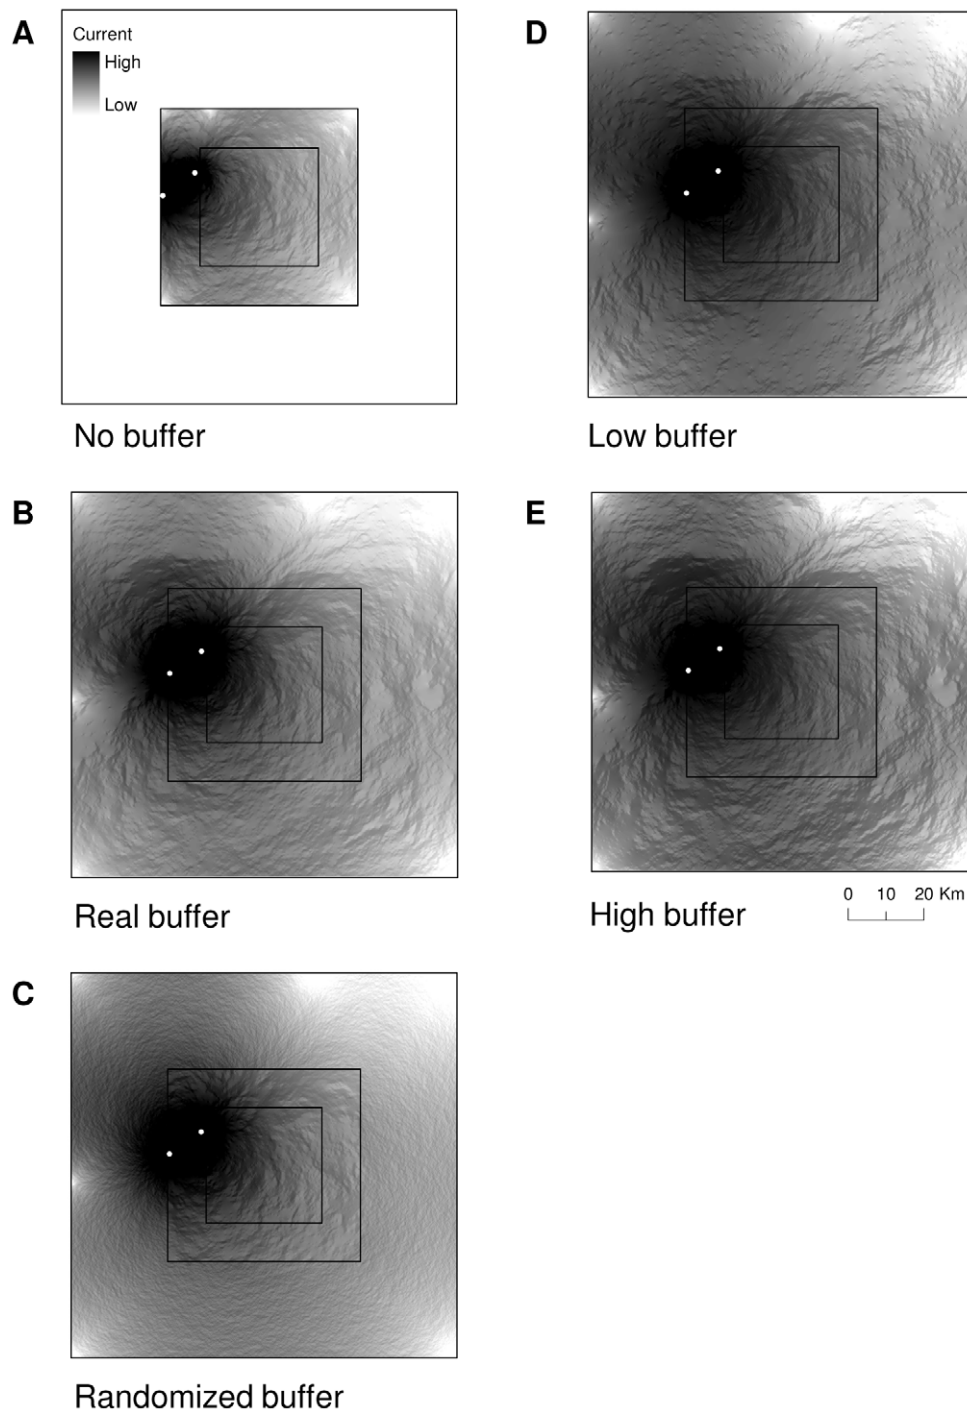 A
Current
High
Low
No buffer
D
Low buffer
B
Real buffer
E
High buffer
0 10 20 Km
C
Randomized buffer